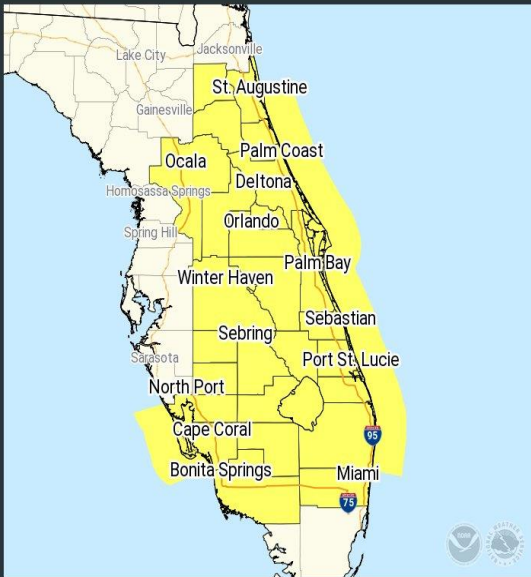 Jacksonville
Lake City
St. Augustine
Gainesville
Palm Coast
Ocala
Deltona
Homosassa Springs
Orlando
Spring Hill
Palm Bay
Winter Haven
Sebastian
Sebring
Sarasota
Port St. Lucie
North Port
Cape Coral
95
Bonita Springs
Miami
75